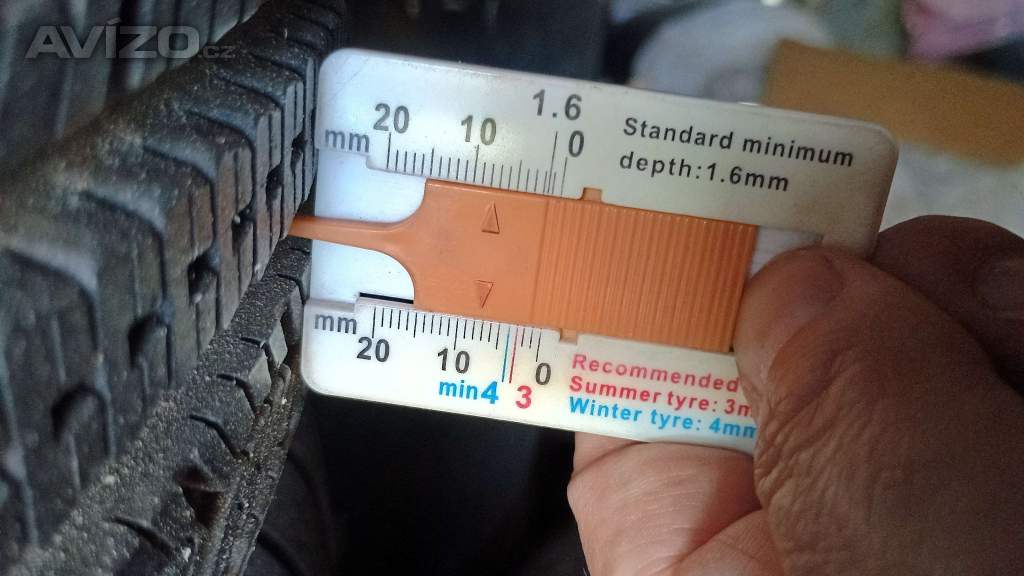 AVÍZO.cz
1.6
mm 20 10 0
Standard minimum
depth:1.6mm
mm 20 10 0
min4 3
Recommended
Summer tyre: 3m
Winter tyre: 4mm